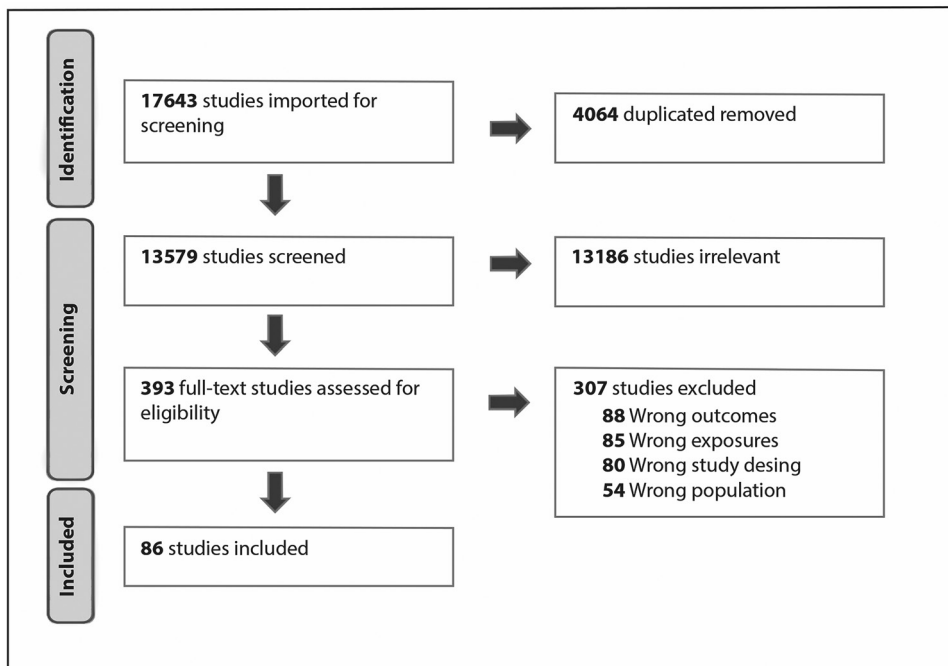 Identification
17643 studies imported for
screening
4064 duplicated removed
Screening
13579 studies screened
13186 studies irrelevant
393 full-text studies assessed for
eligibility
307 studies excluded
88 Wrong outcomes
85 Wrong exposures
80 Wrong study desing
54 Wrong population
Included
86 studies included